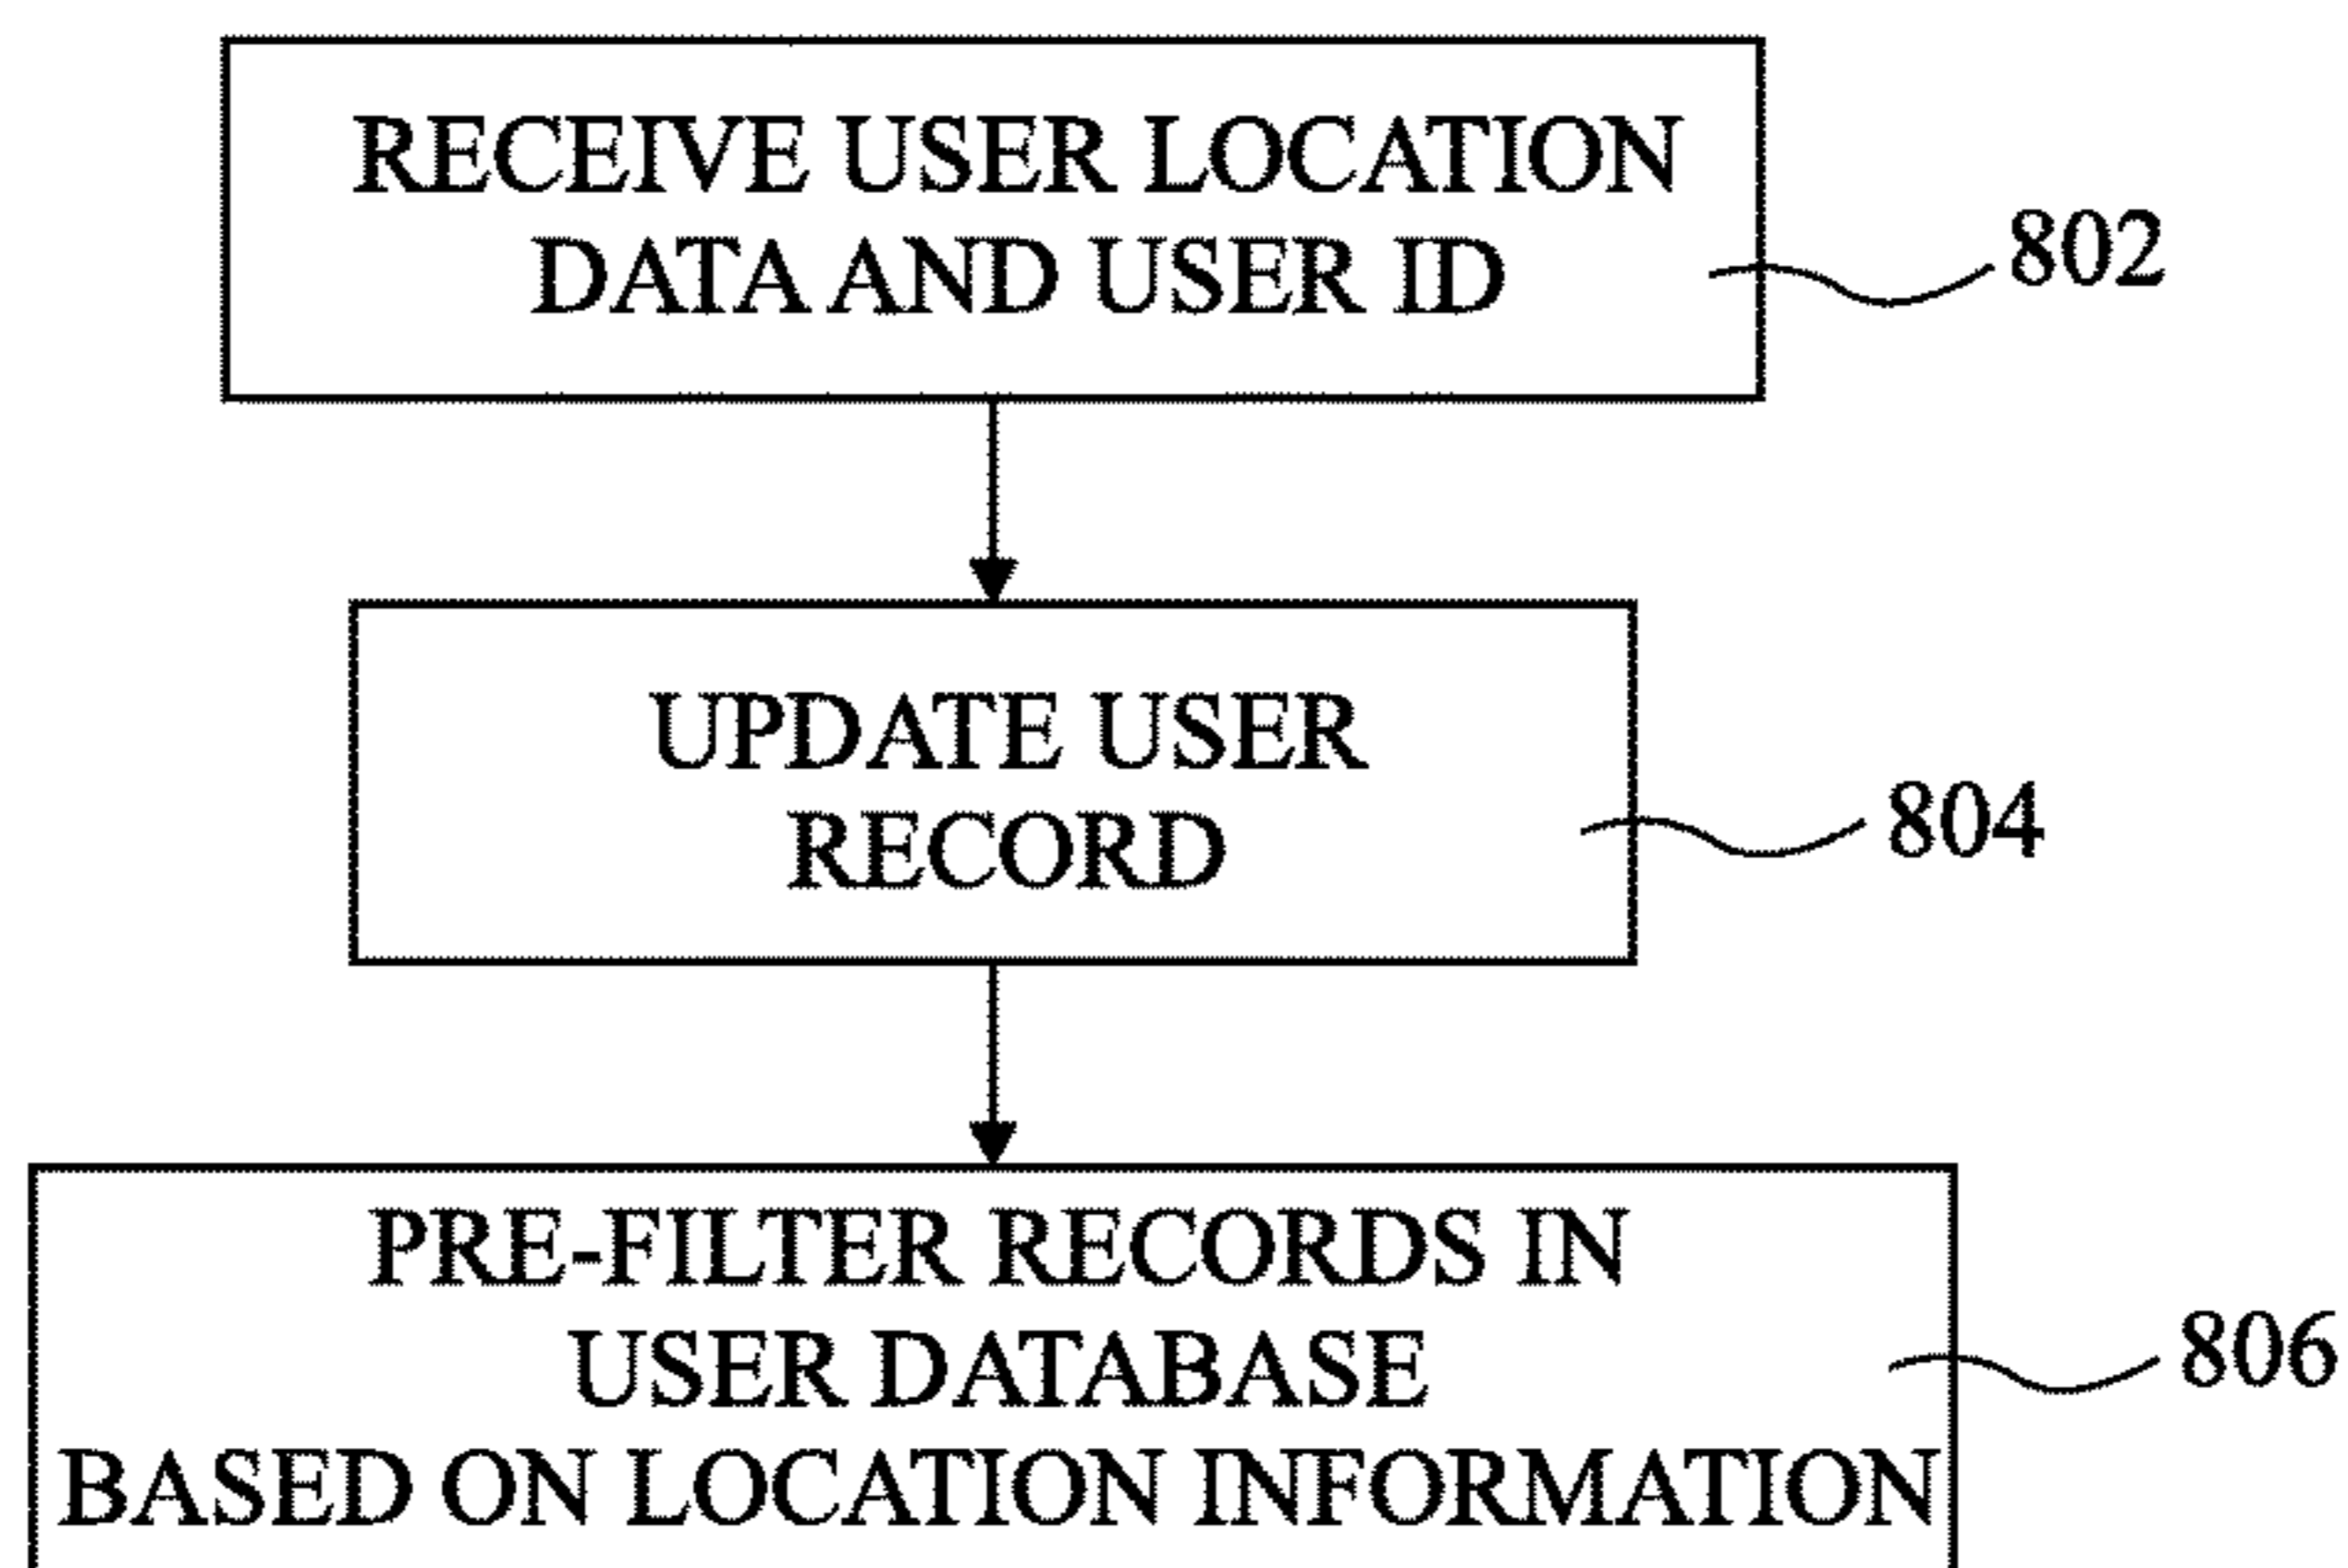 RECEIVE USER LOCATION
DATA AND USER ID
802
UPDATE USER
RECORD
804
PRE-FILTER RECORDS IN
USER DATABASE
BASED ON LOCATION INFORMATION
806